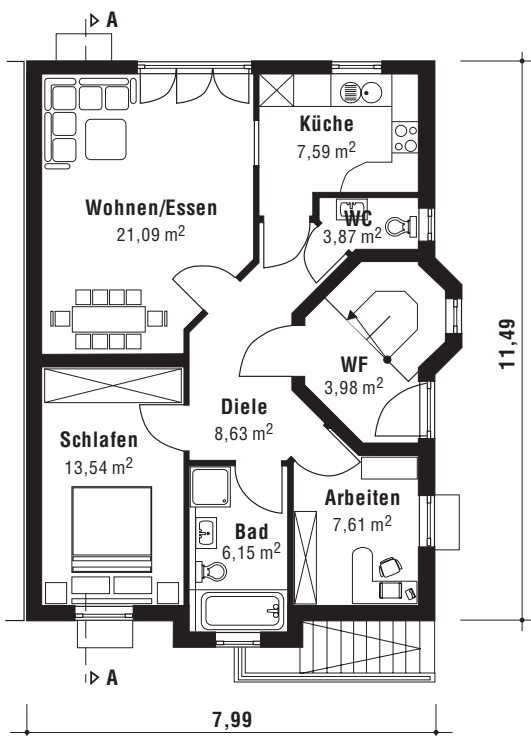 A
Küche
7,59 m²
Wohnen/Essen
21,09 m²
WC
3,87 m²
11,49
WF
3,98 m²
Diele
8,63 m²
Schlafen
13,54 m²
Arbeiten
7,61 m²
Bad
6,15 m²
A
7,99